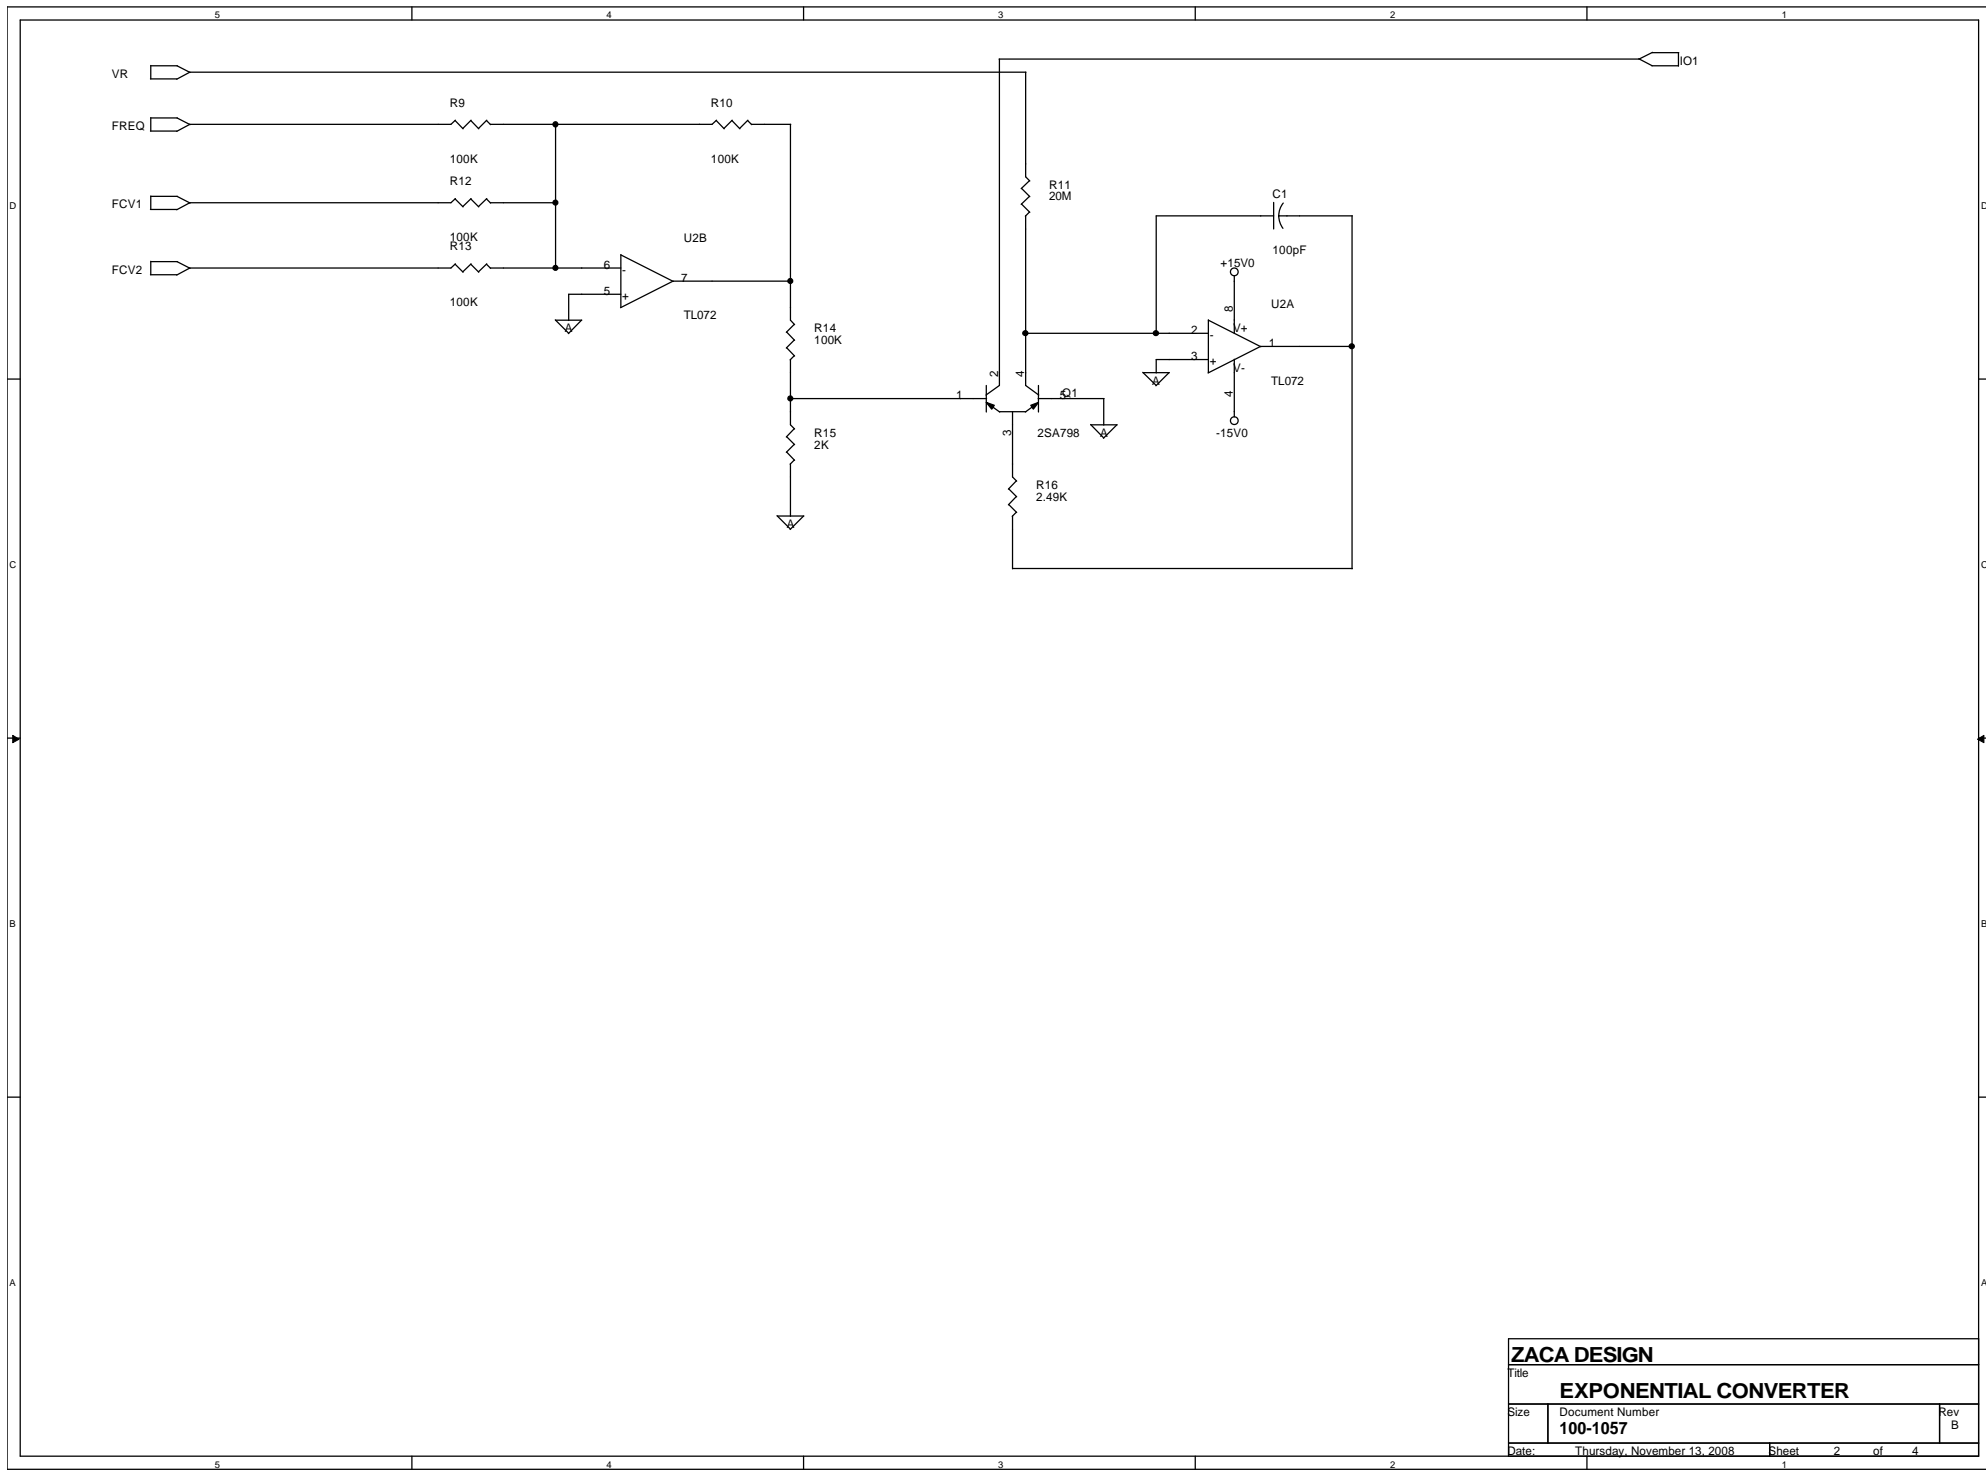 5 4 3 2 1
VR
IO1
R9
R10
FREQ
100K
100K
R12
R11
20M
C1
D
D
FCV1
100K
R13
U2B
100pF
+15V0
FCV2
6
-
7
5
+
100K
A
TL072
8
U2A
V+
R14
100K
2
-
1
3
+
V-
A
TL072
2
4
1
5
Q1
4
R15
2K
3
2SA798
A
-15V0
R16
2.49K
A
C
C
B
B
A
A
ZACA DESIGN
Title
EXPONENTIAL CONVERTER
Size
Document Number
Rev
100-1057
B
Date: Thursday, November 13, 2008 Sheet 2 of 4
5 4 3 2 1